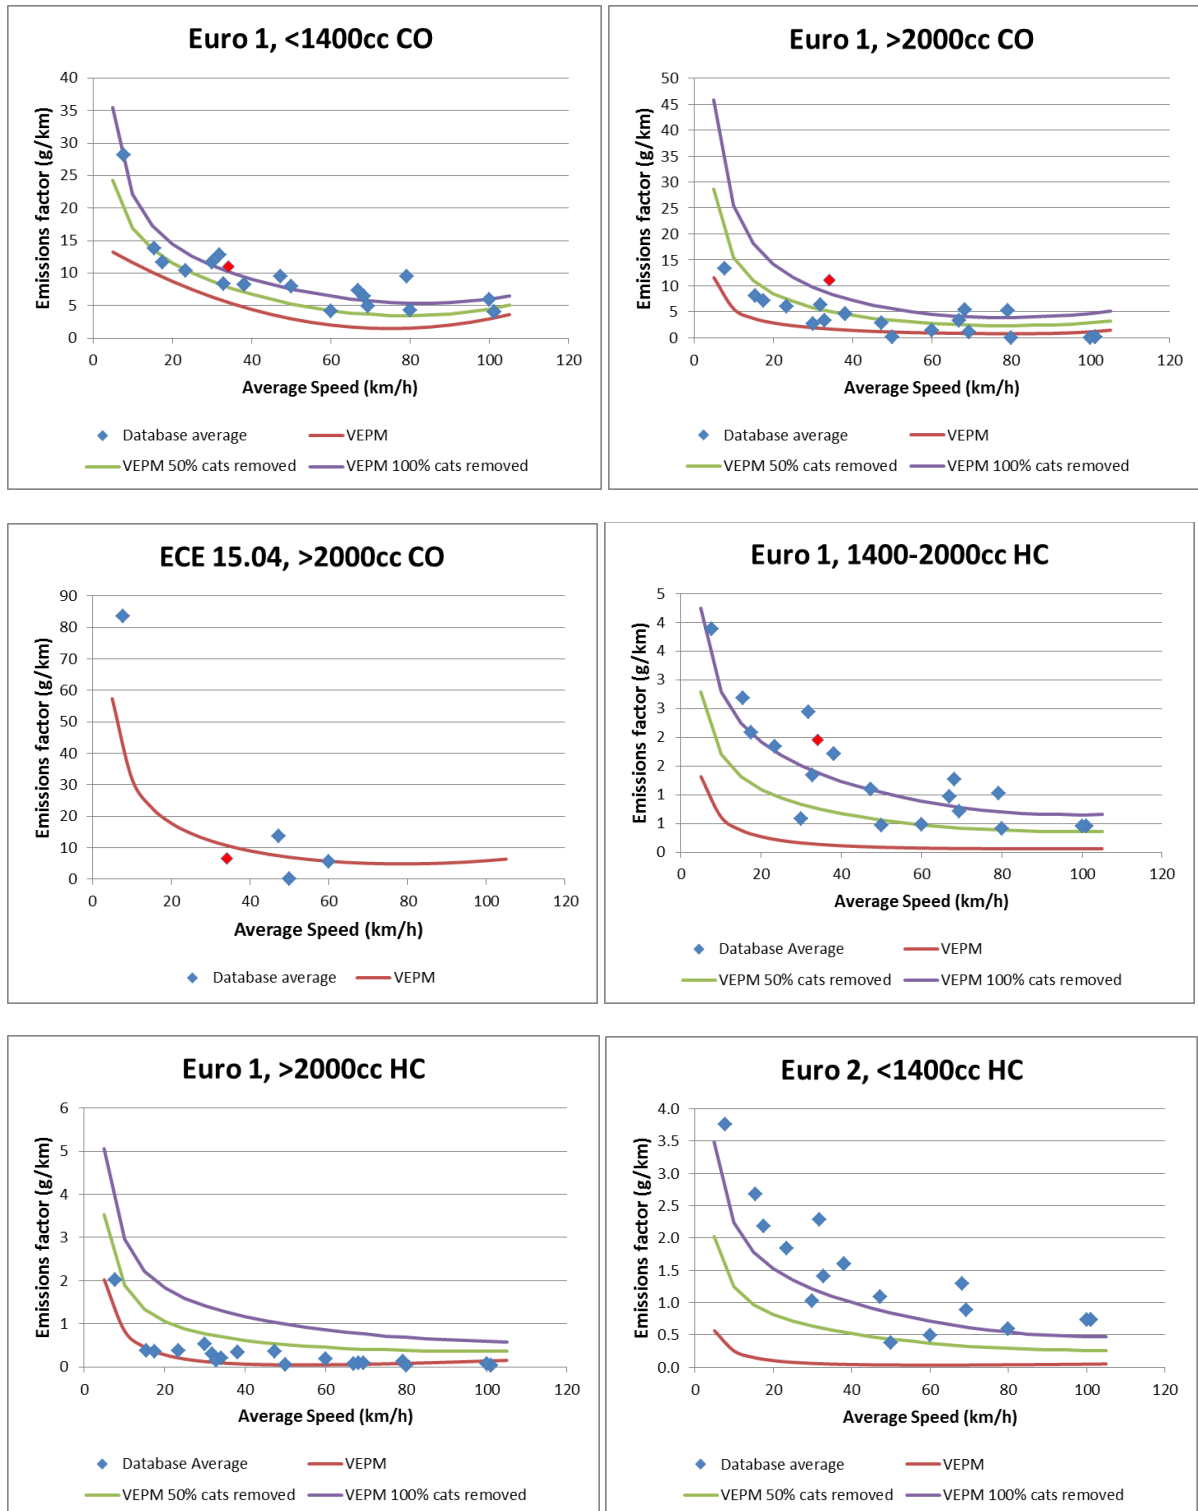 Euro 1, <1400cc CO
Emissions factor (g/km)
40
35
30
25
20
15
10
5
0
0 20 40 60 80 100 120
Average Speed (km/h)
Database average VEPM
VEPM 50% cats removed VEPM 100% cats removed
Euro 1, >2000cc CO
Emissions factor (g/km)
50
45
40
35
30
25
20
15
10
5
0
0 20 40 60 80 100 120
Average Speed (km/h)
Database average VEPM
VEPM 50% cats removed VEPM 100% cats removed
ECE 15.04, >2000cc CO
Emissions factor (g/km)
90
80
70
60
50
40
30
20
10
0
0 20 40 60 80 100 120
Average Speed (km/h)
Database average VEPM
Euro 1, 1400-2000cc HC
Emissions factor (g/km)
5
4
4
3
3
2
2
1
1
0
0 20 40 60 80 100 120
Average Speed (km/h)
Database Average VEPM
VEPM 50% cats removed VEPM 100% cats removed
Euro 1, >2000cc HC
Emissions factor (g/km)
6
5
4
3
2
1
0
0 20 40 60 80 100 120
Average Speed (km/h)
Database Average VEPM
VEPM 50% cats removed VEPM 100% cats removed
Euro 2, <1400cc HC
Emissions factor (g/km)
4.0
3.5
3.0
2.5
2.0
1.5
1.0
0.5
0.0
0 20 40 60 80 100 120
Average Speed (km/h)
Database average VEPM
VEPM 50% cats removed VEPM 100% cats removed